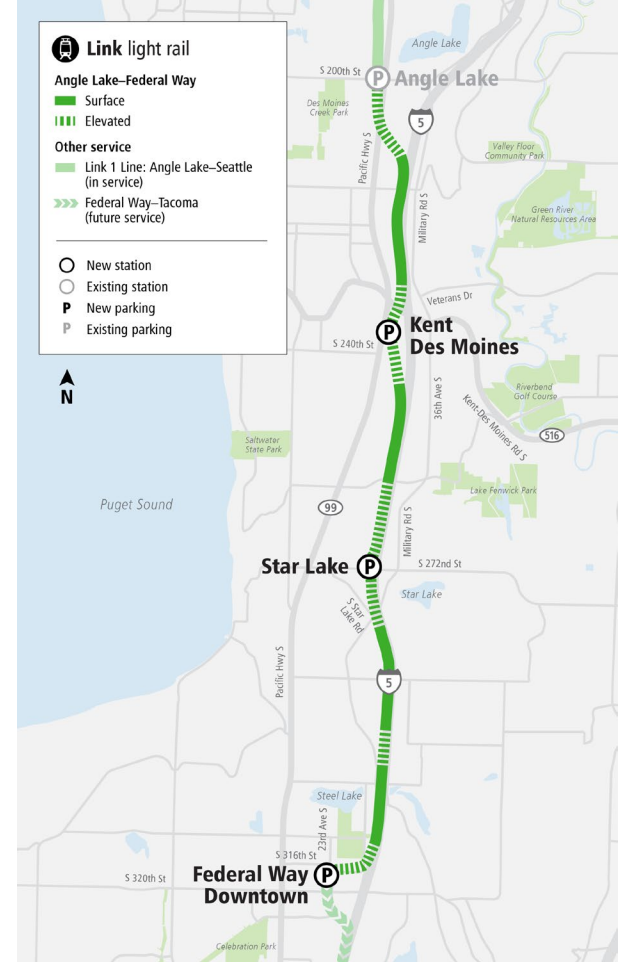 Link light rail
Angle Lake–Federal Way
Surface
Elevated
Other service
Link 1 Line: Angle Lake–Seattle
(in service)
Federal Way–Tacoma
(future service)
New station
Existing station
P New parking
P Existing parking
N
Angle Lake
S 200th St
P Angle Lake
Des Moines
Creek Park
5
Pacific Hwy S
Valley Floor
Community Park
Military Rd S
Green River
Natural Resources Area
Veterans Dr
P Kent
Des Moines
S 240th St
36th Ave S
Riverbend
Golf Course
Kent-Des Moines Rd S
516
Saltwater
State Park
Lake Fenwick Park
Puget Sound
99
Military Rd S
Star Lake P
S 272nd St
Star Lake
S Star
Lake Rd
Pacific Hwy S
5
Steel Lake
23rd Ave S
S 316th St
Federal Way P
Downtown
S 320th St
Celebration Park